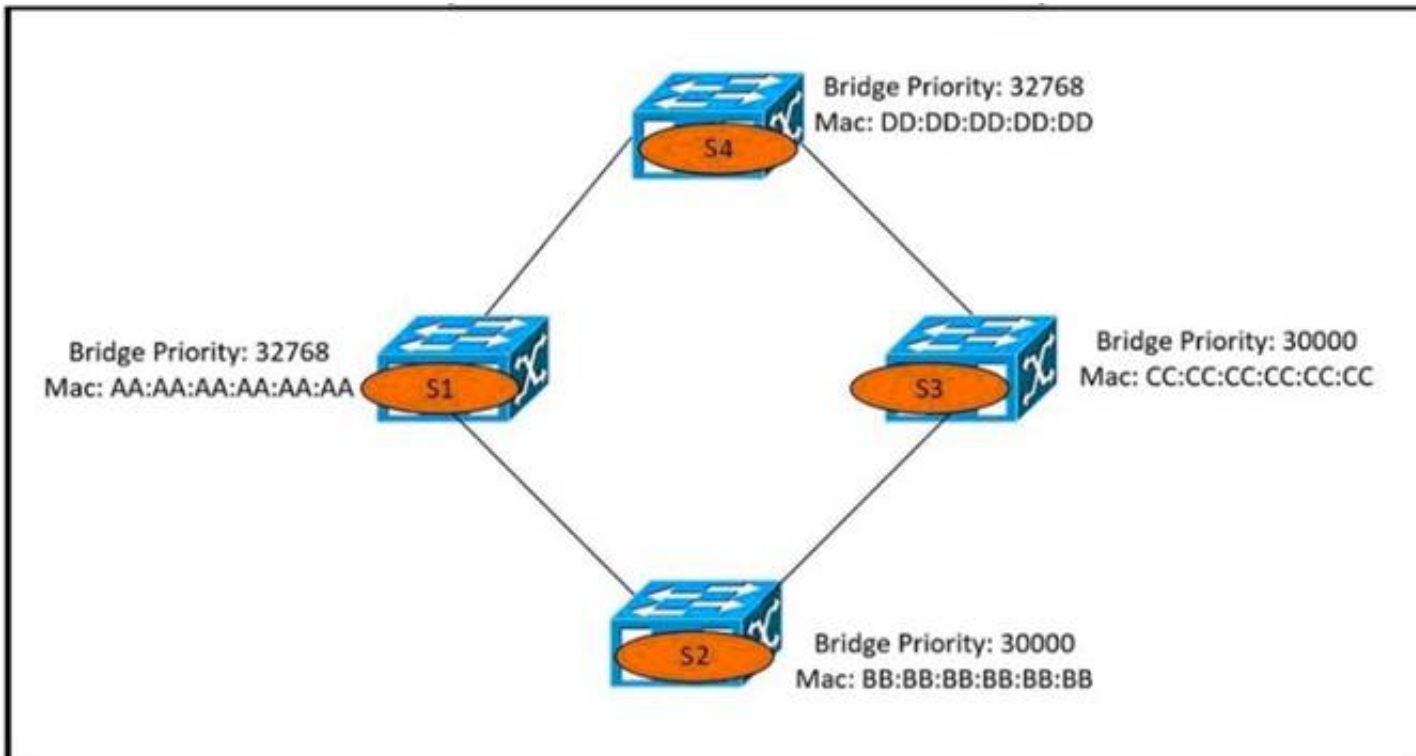 Bridge Priority: 32768
Mac: DD:DD:DD:DD:DD
S4
Bridge Priority: 32768
Mac: AA:AA:AA:AA:AA:AA
S1
S3
Bridge Priority: 30000
Mac: CC:CC:CC:CC:CC:CC
S2
Bridge Priority: 30000
Mac: BB:BB:BB:BB:BB:BB